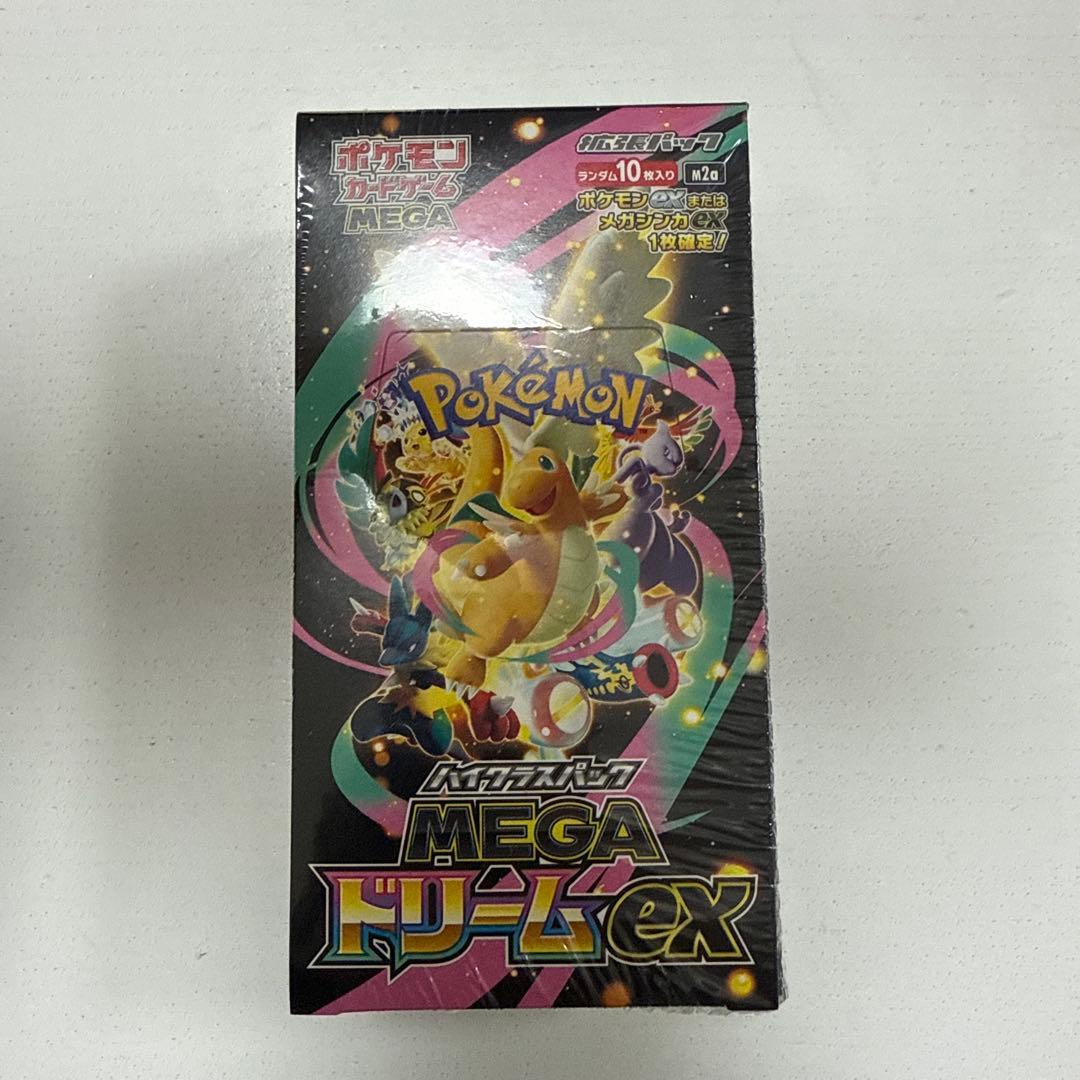 ポケモン
カードゲーム
MEGA
拡張パック
ランダム10枚入り M2a
ポケモンexまたは
メガシンカex
1枚確定!
POKéMON
ハイクラスパック
MEGA
ドリームex